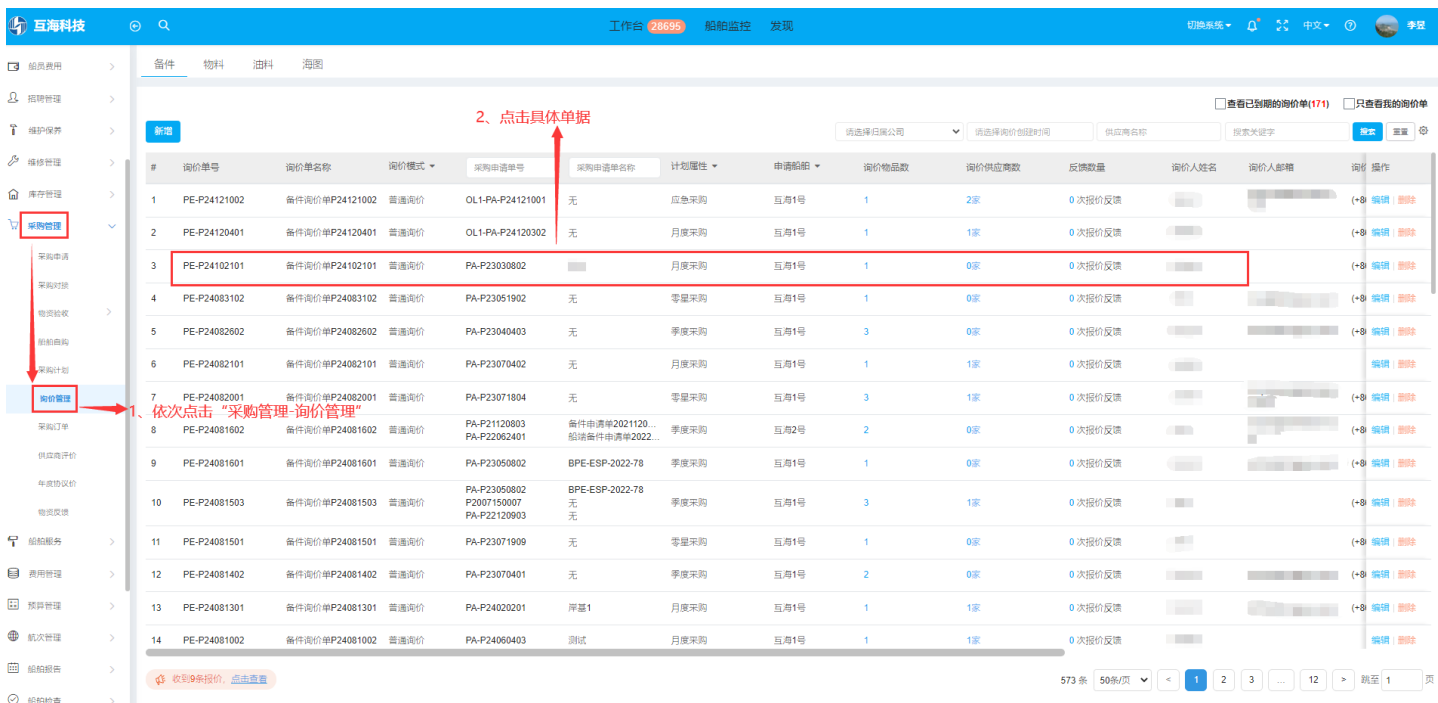 互海科技
工作台 28695 船舶监控 发现
切换系统 中文 李昱
船员费用
招聘管理
维护保养
维修管理
库存管理
采购管理
采购申请
采购对接
物资验收
船舶自购
采购计划
询价管理
采购订单
供应商评价
年度协议价
物资反馈
船舶服务
费用管理
预算管理
航次管理
船舶报告
船舶检查
备件 物料 油料 海图
查看已到期的询价单(171) 只查看我的询价单
2、点击具体单据
新增 请选择归属公司 请选择询价创建时间 供应商名称 搜索关键字 搜索 重置
# 询价单号 询价单名称 询价模式 采购申请单号 采购申请单名称 计划属性 申请船舶 询价物品数 询价供应商数 反馈数量 询价人姓名 询价人邮箱 询价 操作
1 PE-P24121002 备件询价单P24121002 普通询价 OL1-PA-P24121001 无 应急采购 互海1号 1 2家 0 次报价反馈 (+8 编辑 删除
2 PE-P24120401 备件询价单P24120401 普通询价 OL1-PA-P24120302 无 月度采购 互海1号 1 1家 0 次报价反馈 (+8 编辑 删除
3 PE-P24102101 备件询价单P24102101 普通询价 PA-P23030802 月度采购 互海1号 1 0家 0 次报价反馈 (+8 编辑 删除
4 PE-P24083102 备件询价单P24083102 普通询价 PA-P23051902 无 零星采购 互海1号 1 0家 0 次报价反馈 (+8 编辑 删除
5 PE-P24082602 备件询价单P24082602 普通询价 PA-P23040403 无 季度采购 互海1号 3 0家 0 次报价反馈 (+8 编辑 删除
6 PE-P24082101 备件询价单P24082101 普通询价 PA-P23070402 无 月度采购 互海1号 1 1家 0 次报价反馈 编辑 删除
7 PE-P24082001 备件询价单P24082001 普通询价 PA-P23071804 无 零星采购 互海1号 3 1家 0 次报价反馈 (+8 编辑 删除
1、依次点击“采购管理-询价管理”
8 PE-P24081602 备件询价单P24081602 普通询价 PA-P21120803 PA-P22062401 备件申请单2021120... 船端备件申请单2022... 季度采购 互海2号 2 0家 0 次报价反馈 (+8 编辑 删除
9 PE-P24081601 备件询价单P24081601 普通询价 PA-P23050802 BPE-ESP-2022-78 季度采购 互海1号 1 0家 0 次报价反馈 (+8 编辑 删除
10 PE-P24081503 备件询价单P24081503 普通询价 PA-P23050802 P2007150007 PA-P22120903 BPE-ESP-2022-78 无 无 季度采购 互海1号 3 1家 0 次报价反馈 (+8 编辑 删除
11 PE-P24081501 备件询价单P24081501 普通询价 PA-P23071909 无 零星采购 互海1号 1 0家 0 次报价反馈 (+8 编辑 删除
12 PE-P24081402 备件询价单P24081402 普通询价 PA-P23070401 无 季度采购 互海1号 2 0家 0 次报价反馈 (+8 编辑 删除
13 PE-P24081301 备件询价单P24081301 普通询价 PA-P24020201 厚基1 月度采购 互海1号 1 1家 0 次报价反馈 (+8 编辑 删除
14 PE-P24081002 备件询价单P24081002 普通询价 PA-P24060403 测试 月度采购 互海1号 1 1家 0 次报价反馈 编辑 删除
收到9条报价，点击查看
573 条 50条/页 < 1 2 3 ... 12 > 跳至 1 页